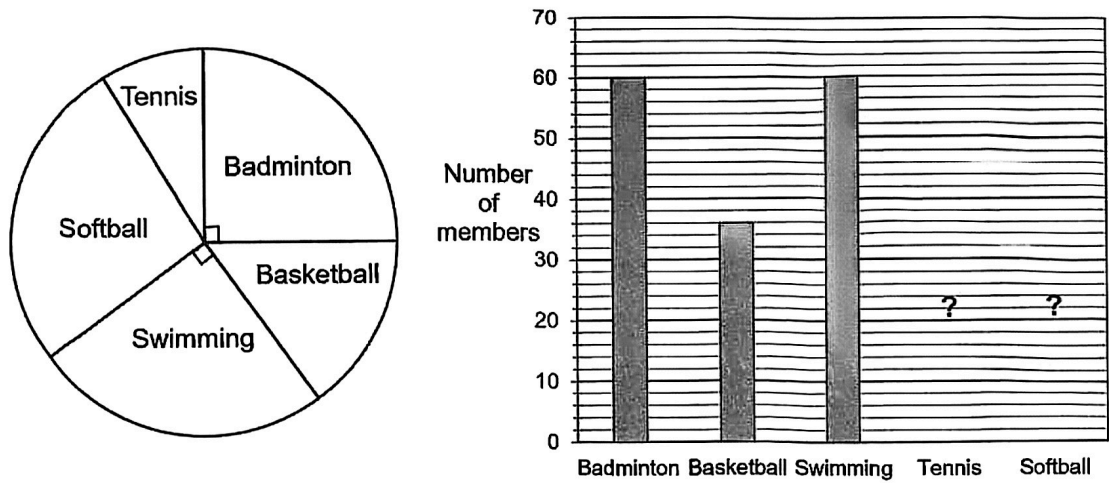 Tennis
Badminton
Softball
Basketball
Swimming
70
60
50
40
30
20
10
0
Number
of
members
?
?
Badminton Basketball Swimming Tennis Softball